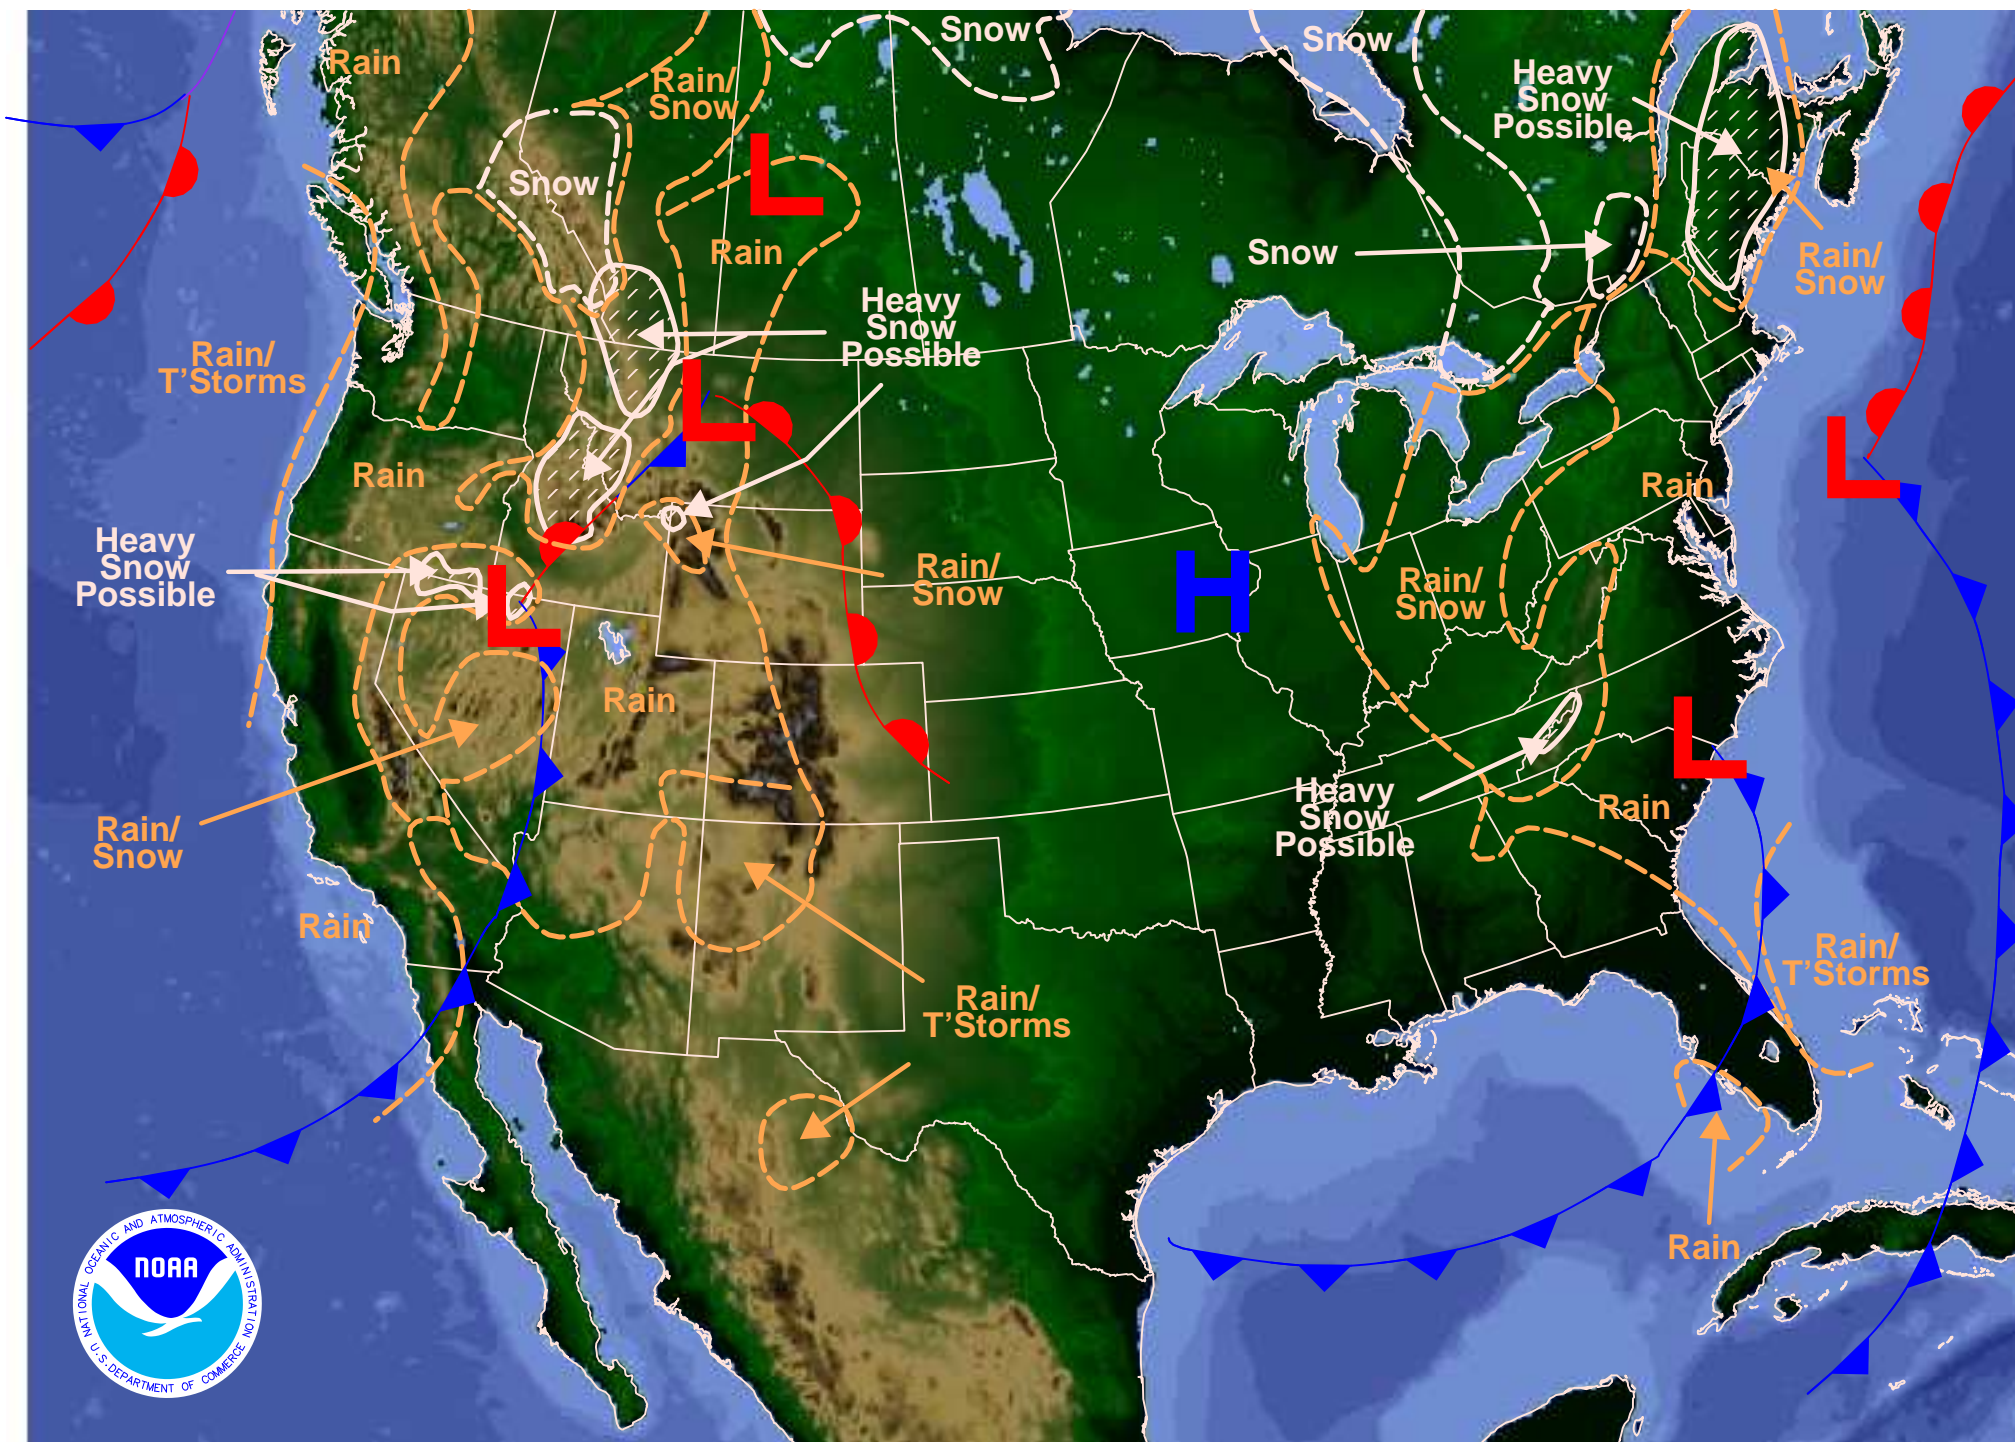 Snow
Snow
Rain
Rain/
Snow
Heavy
Snow
Possible
Snow
Rain
Snow
Rain/
Snow
Heavy
Snow
Possible
L
Rain/
T'Storms
L
L
Rain
Rain
Heavy
Snow
Possible
Rain/
Snow
H
Rain/
Snow
L
Rain
L
Rain/
Snow
Heavy
Snow
Possible
Rain
Rain
Rain/
T'Storms
Rain/
T'Storms
Rain
NOAA
NATIONAL OCEANIC AND ATMOSPHERIC ADMINISTRATION
U.S. DEPARTMENT OF COMMERCE